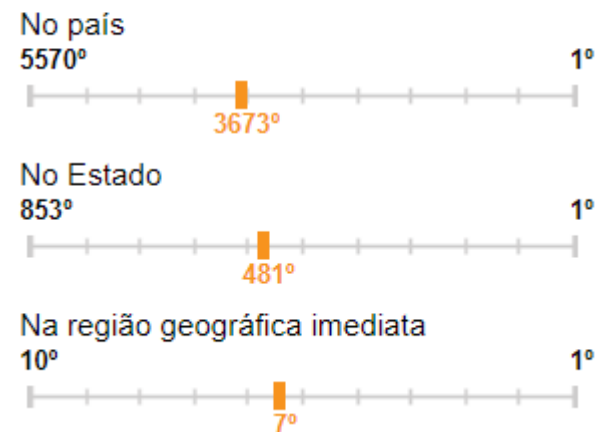 No país
5570º 1º
3673º
No Estado
853º 1º
481º
Na região geográfica imediata
10º 1º
7º